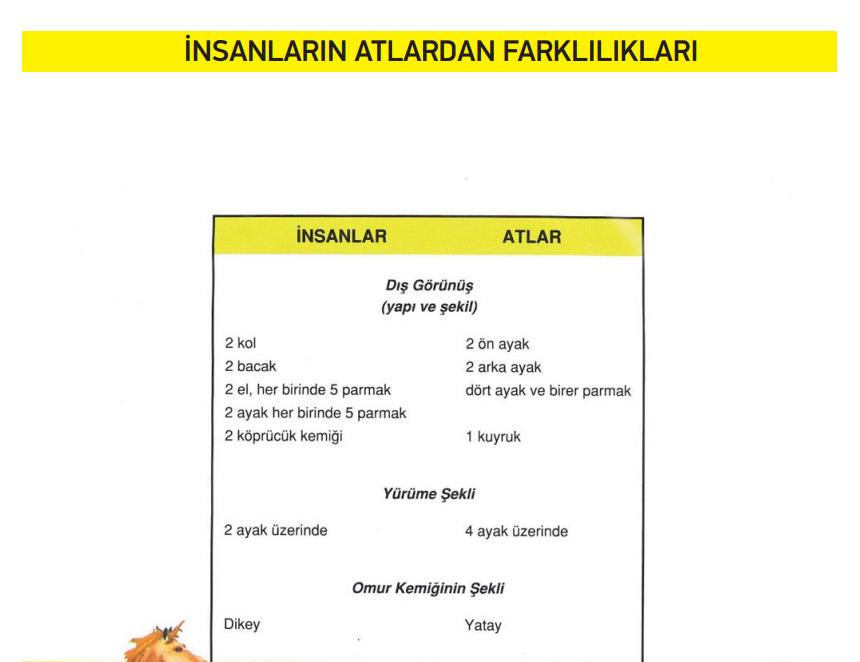 İNSANLARIN ATLARDAN FARKLILIKLARI
İNSANLAR ATLAR
Dış Görünüş
(yapı ve şekil)
2 kol 2 ön ayak
2 bacak 2 arka ayak
2 el, her birinde 5 parmak dört ayak ve birer parmak
2 ayak her birinde 5 parmak
2 köprücük kemiği 1 kuyruk
Yürüme Şekli
2 ayak üzerinde 4 ayak üzerinde
Omur Kemiğinin Şekli
Dikey Yatay